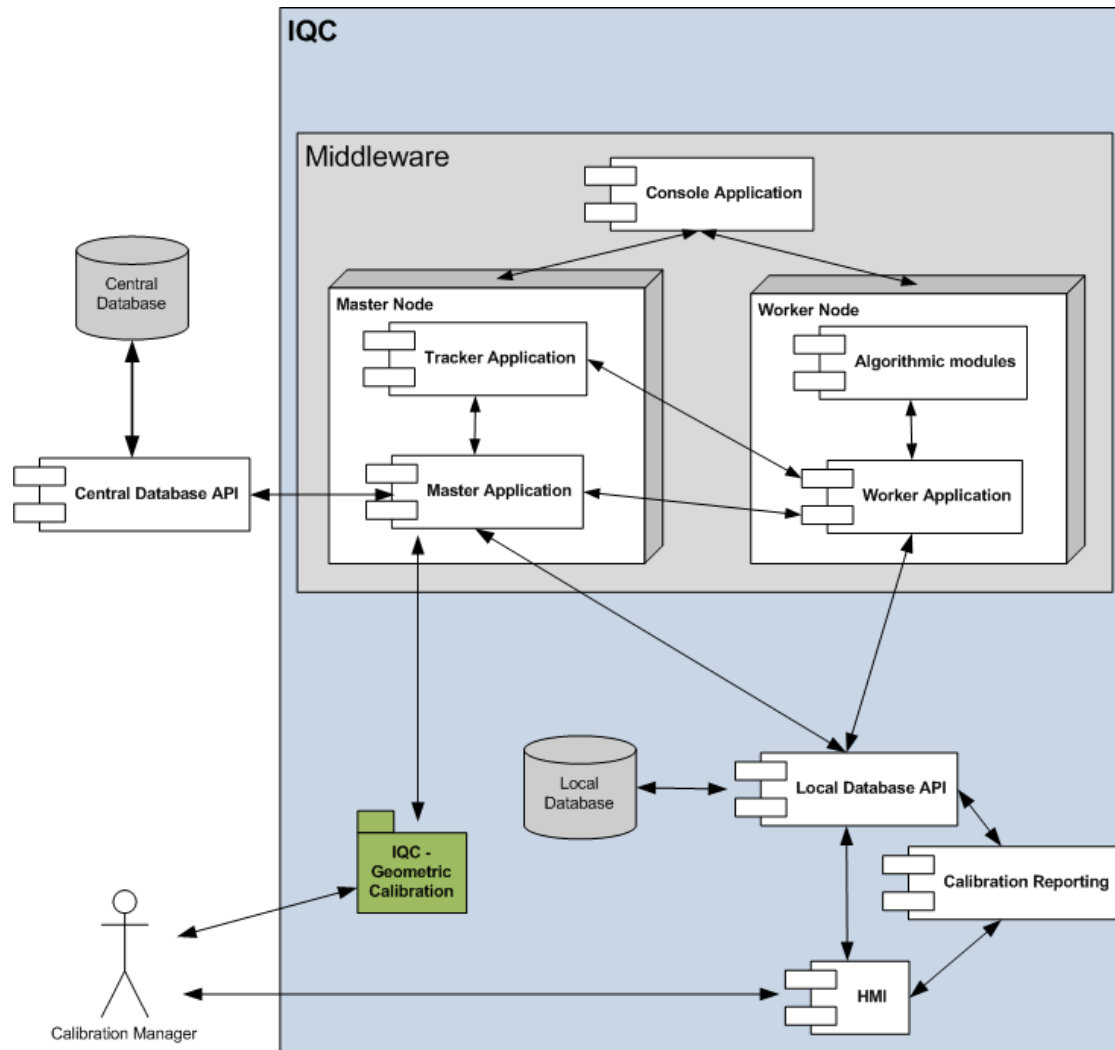 IQC
Middleware
Console Application
Central
Database
Master Node
Worker Node
Tracker Application
Algorithmic modules
Central Database API
Master Application
Worker Application
Local
Database
Local Database API
IQC -
Geometric
Calibration
Calibration Reporting
HMI
Calibration Manager